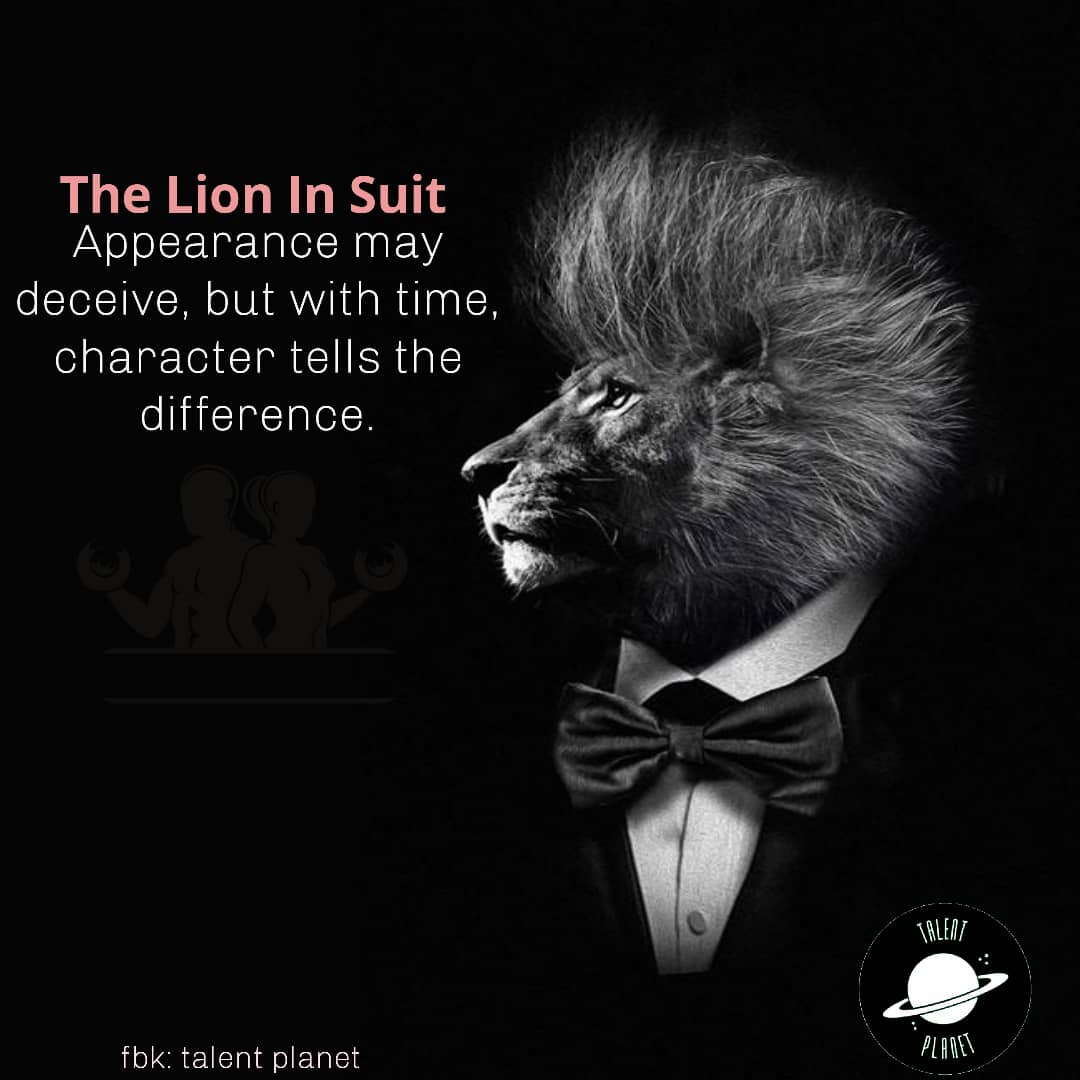 The Lion In Suit
Appearance may
deceive, but with time,
character tells the
difference.
TALENT
PLANET
fbk: talent planet